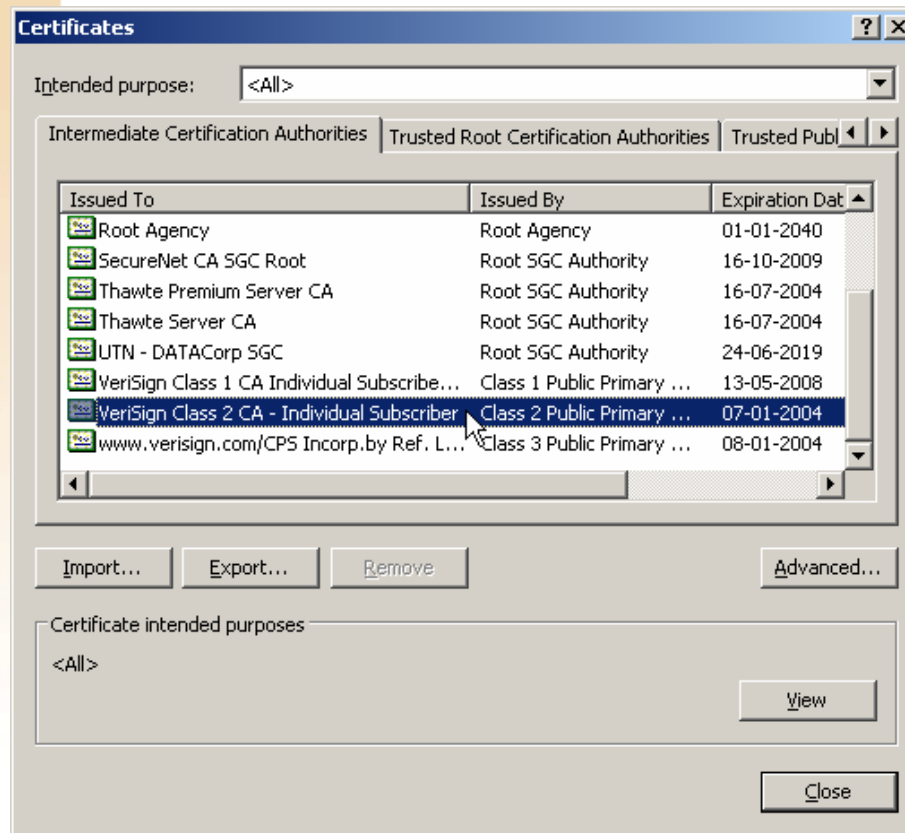 Certificates
Intended purpose: <All>
Intermediate Certification Authorities Trusted Root Certification Authorities Trusted Publ
Issued To Issued By Expiration Dat
Root Agency Root Agency 01-01-2040
SecureNet CA SGC Root Root SGC Authority 16-10-2009
Thawte Premium Server CA Root SGC Authority 16-07-2004
Thawte Server CA Root SGC Authority 16-07-2004
UTN - DATACorp SGC Root SGC Authority 24-06-2019
VeriSign Class 1 CA Individual Subscribe... Class 1 Public Primary ... 13-05-2008
VeriSign Class 2 CA - Individual Subscriber Class 2 Public Primary ... 07-01-2004
www.verisign.com/CPS Incorp.by Ref. L... Class 3 Public Primary ... 08-01-2004
Import... Export... Remove Advanced...
Certificate intended purposes
<All>
View
Close